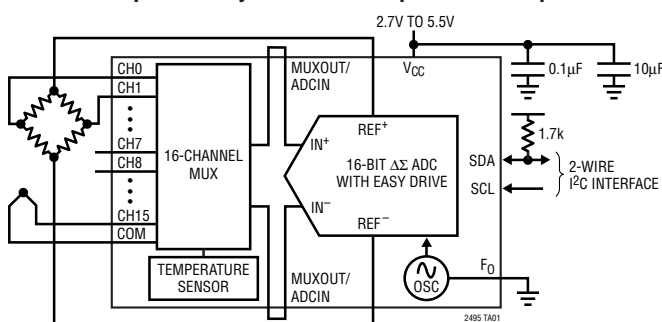 2.7V TO 5.5V
0.1µF
10µF
1.7k
CH0
CH1
CH7
CH8
CH15
COM
16-CHANNEL
MUX
TEMPERATURE
SENSOR
MUXOUT/
ADCIN
MUXOUT/
ADCIN
VCC
REF+
IN+
16-BIT ΔΣ ADC
WITH EASY DRIVE
IN−
REF−
SDA
SCL
2-WIRE
I2C INTERFACE
OSC
FO
2495 TA01